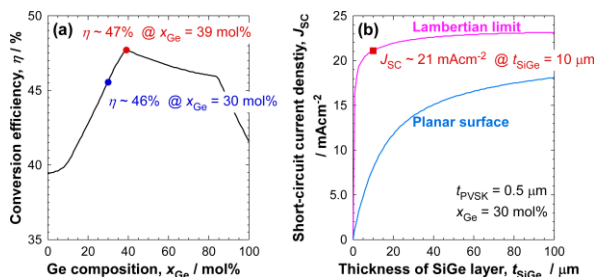 (a)
η ~ 47% @ xGe = 39 mol%
η ~ 46% @ xGe = 30 mol%
Conversion efficiency, η / %
50
45
40
35
0 20 40 60 80 100
Ge composition, xGe / mol%
(b)
Lambertian limit
JSC ~ 21 mAcm-2 @ tSiGe = 10 μm
Planar surface
tPVSK = 0.5 μm
xGe = 30 mol%
Short-circuit current denstiy, JSC
/ mAcm-2
25
20
15
10
5
0
0 20 40 60 80 100
Thickness of SiGe layer, tSiGe / μm